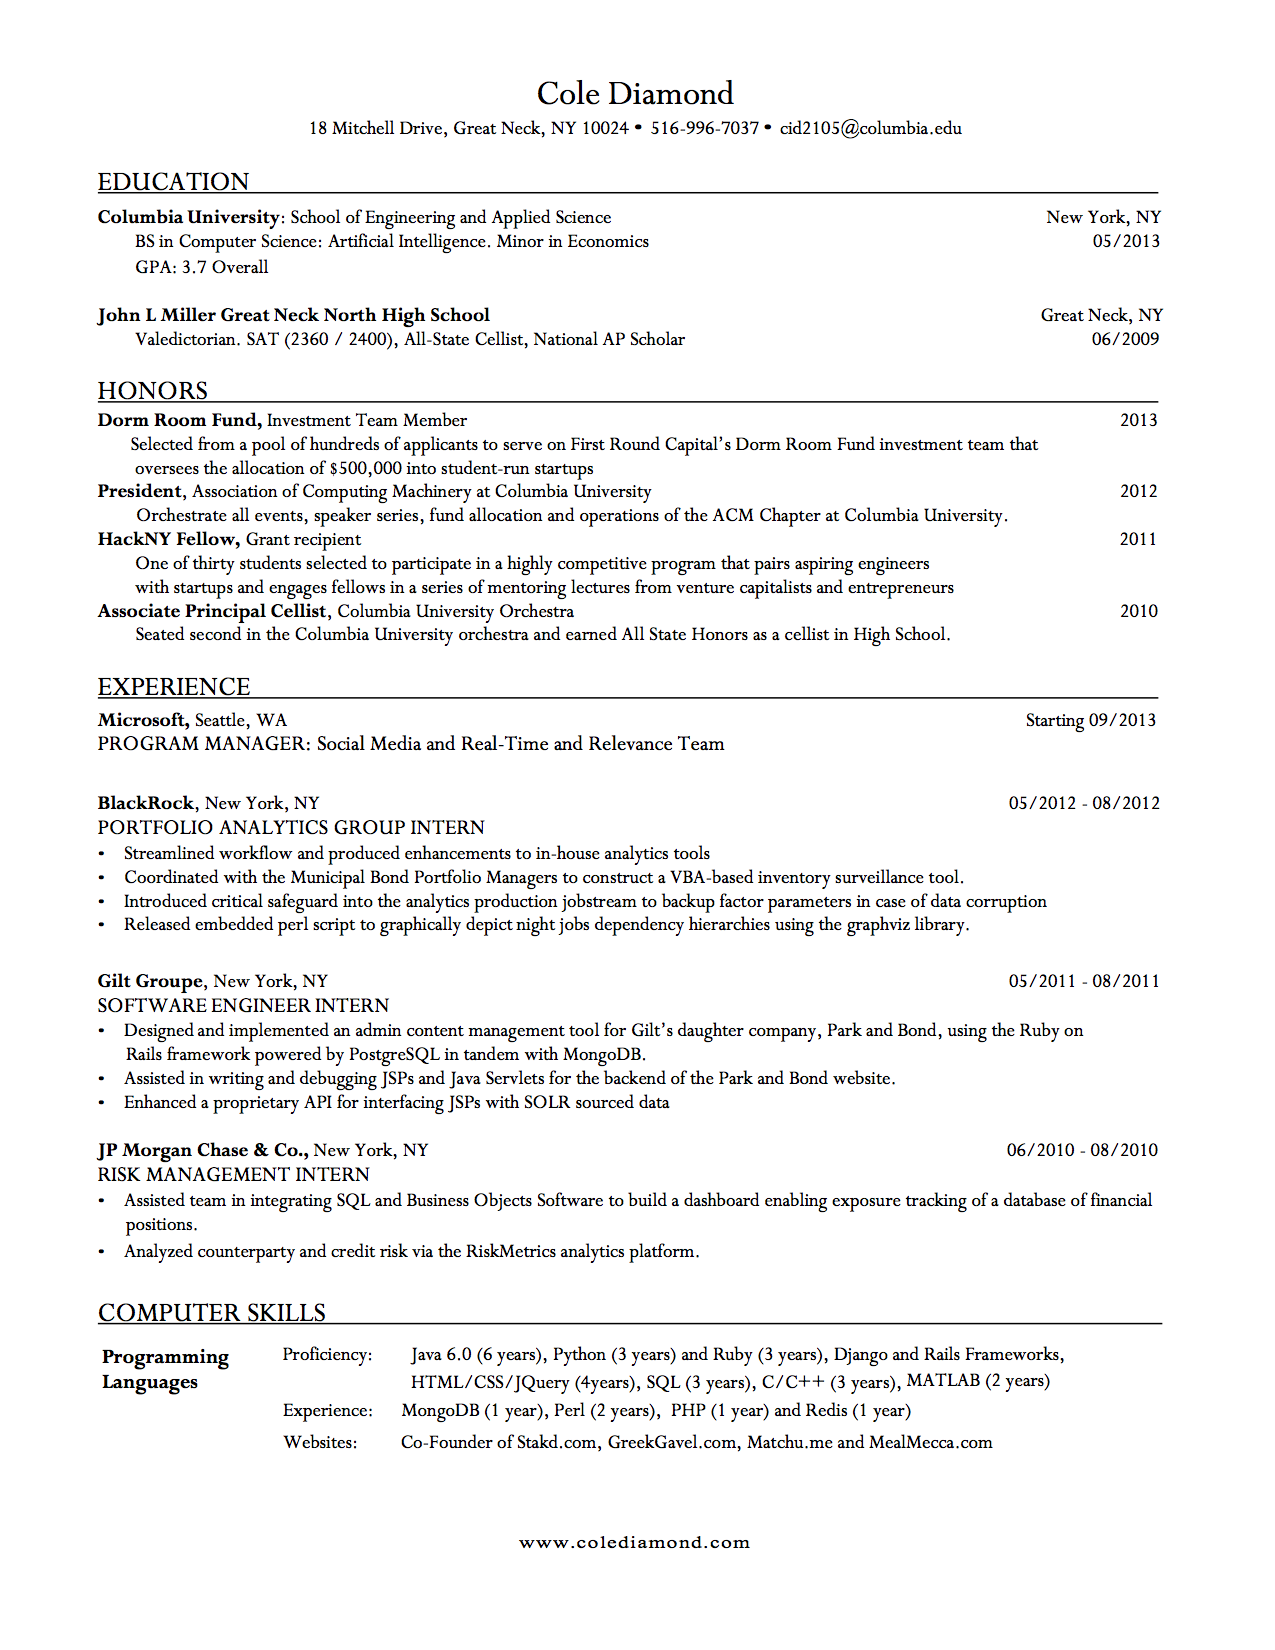 Cole Diamond
18 Mitchell Drive, Great Neck, NY 10024 • 516-996-7037 • cid2105@columbia.edu
EDUCATION
Columbia University: School of Engineering and Applied Science New York, NY
BS in Computer Science: Artificial Intelligence. Minor in Economics 05/2013
GPA: 3.7 Overall
John L Miller Great Neck North High School Great Neck, NY
Valedictorian. SAT (2360 / 2400), All-State Cellist, National AP Scholar 06/2009
HONORS
Dorm Room Fund, Investment Team Member 2013
Selected from a pool of hundreds of applicants to serve on First Round Capital's Dorm Room Fund investment team that
oversees the allocation of $500,000 into student-run startups
President, Association of Computing Machinery at Columbia University 2012
Orchestrate all events, speaker series, fund allocation and operations of the ACM Chapter at Columbia University.
HackNY Fellow, Grant recipient 2011
One of thirty students selected to participate in a highly competitive program that pairs aspiring engineers
with startups and engages fellows in a series of mentoring lectures from venture capitalists and entrepreneurs
Associate Principal Cellist, Columbia University Orchestra 2010
Seated second in the Columbia University orchestra and earned All State Honors as a cellist in High School.
EXPERIENCE
Microsoft, Seattle, WA Starting 09/2013
PROGRAM MANAGER: Social Media and Real-Time and Relevance Team
BlackRock, New York, NY 05/2012 - 08/2012
PORTFOLIO ANALYTICS GROUP INTERN
• Streamlined workflow and produced enhancements to in-house analytics tools
• Coordinated with the Municipal Bond Portfolio Managers to construct a VBA-based inventory surveillance tool.
• Introduced critical safeguard into the analytics production jobstream to backup factor parameters in case of data corruption
• Released embedded perl script to graphically depict night jobs dependency hierarchies using the graphviz library.
Gilt Groupe, New York, NY 05/2011 - 08/2011
SOFTWARE ENGINEER INTERN
• Designed and implemented an admin content management tool for Gilt's daughter company, Park and Bond, using the Ruby on
Rails framework powered by PostgreSQL in tandem with MongoDB.
• Assisted in writing and debugging JSPs and Java Servlets for the backend of the Park and Bond website.
• Enhanced a proprietary API for interfacing JSPs with SOLR sourced data
JP Morgan Chase & Co., New York, NY 06/2010 - 08/2010
RISK MANAGEMENT INTERN
• Assisted team in integrating SQL and Business Objects Software to build a dashboard enabling exposure tracking of a database of financial
positions.
• Analyzed counterparty and credit risk via the RiskMetrics analytics platform.
COMPUTER SKILLS
Programming Proficiency: Java 6.0 (6 years), Python (3 years) and Ruby (3 years), Django and Rails Frameworks,
Languages HTML/CSS/JQuery (4years), SQL (3 years), C/C++ (3 years), MATLAB (2 years)
Experience: MongoDB (1 year), Perl (2 years), PHP (1 year) and Redis (1 year)
Websites: Co-Founder of Stakd.com, GreekGavel.com, Matchu.me and MealMecca.com
www.colediamond.com